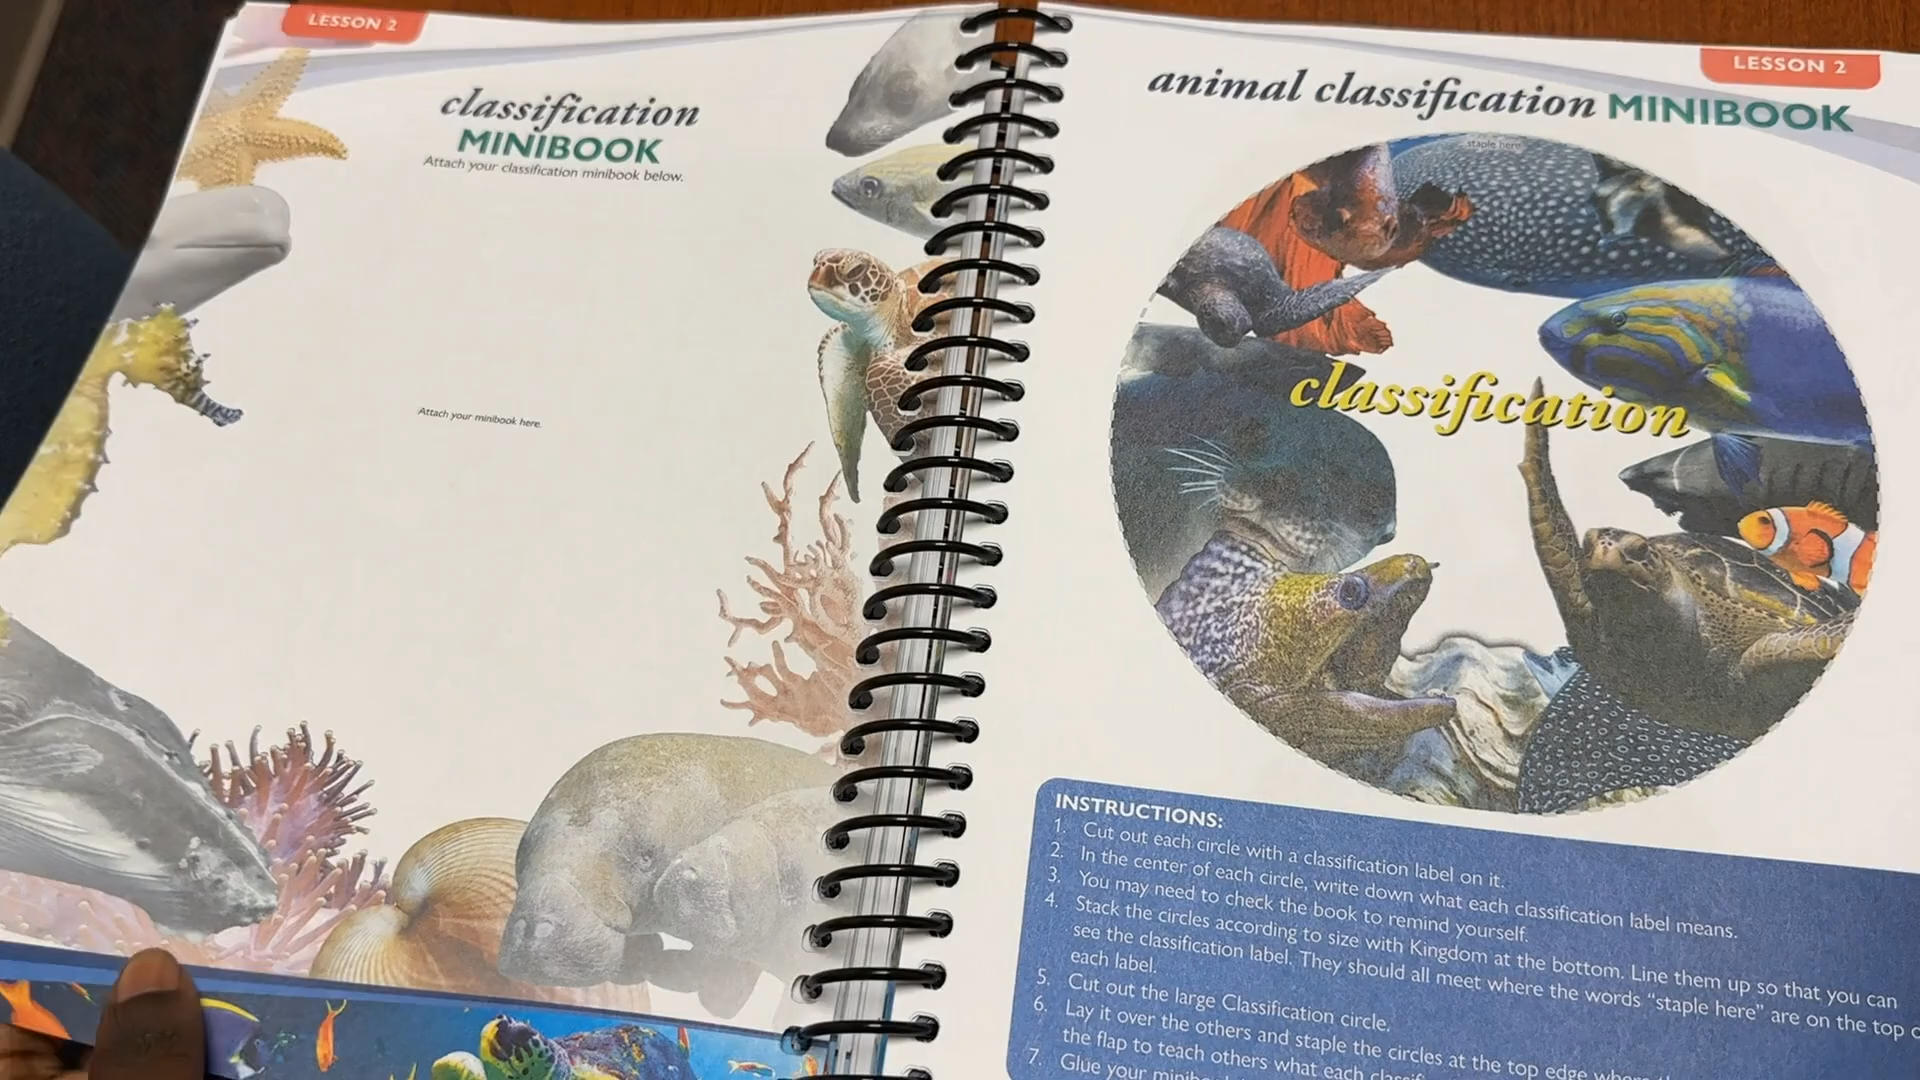 LESSON 2
classification
MINIBOOK
Attach your classification minibook below.
Attach your minibook here.
LESSON 2
animal classification MINIBOOK
staple here
classification
INSTRUCTIONS:
1. Cut out each circle with a classification label on it.
2. In the center of each circle, write down what each classification label means.
3. You may need to check the book to remind yourself.
4. Stack the circles according to size with Kingdom at the bottom. Line them up so that you can
see the classification label. They should all meet where the words “staple here” are on the top
each label.
5. Cut out the large Classification circle.
6. Lay it over the others and staple the circles at the top edge
the flap to teach others what each
7. Glue your